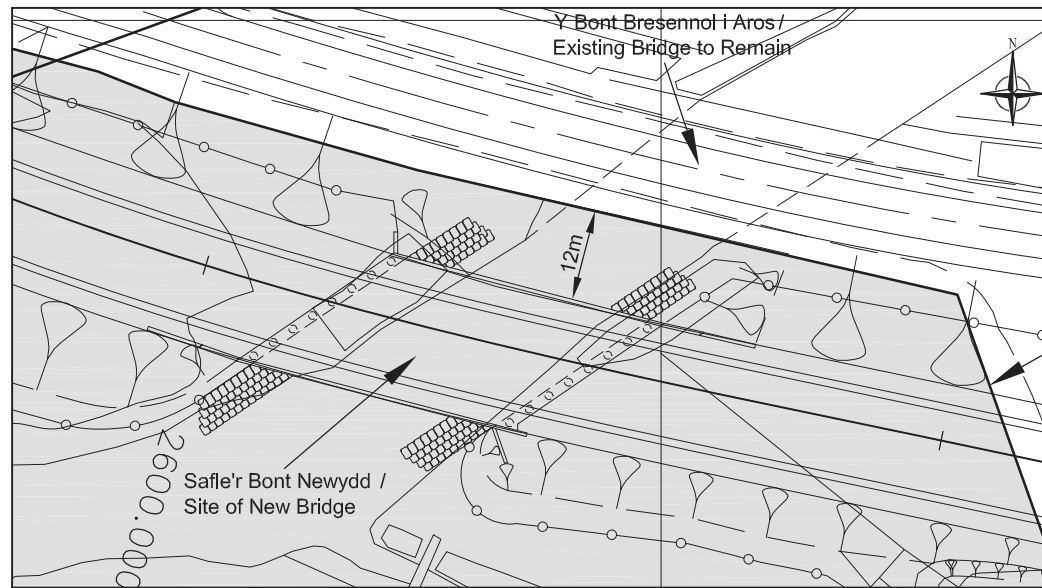 Y Bont Bresennol i Aros /
Existing Bridge to Remain
N
12m
Safle'r Bont Newydd /
Site of New Bridge